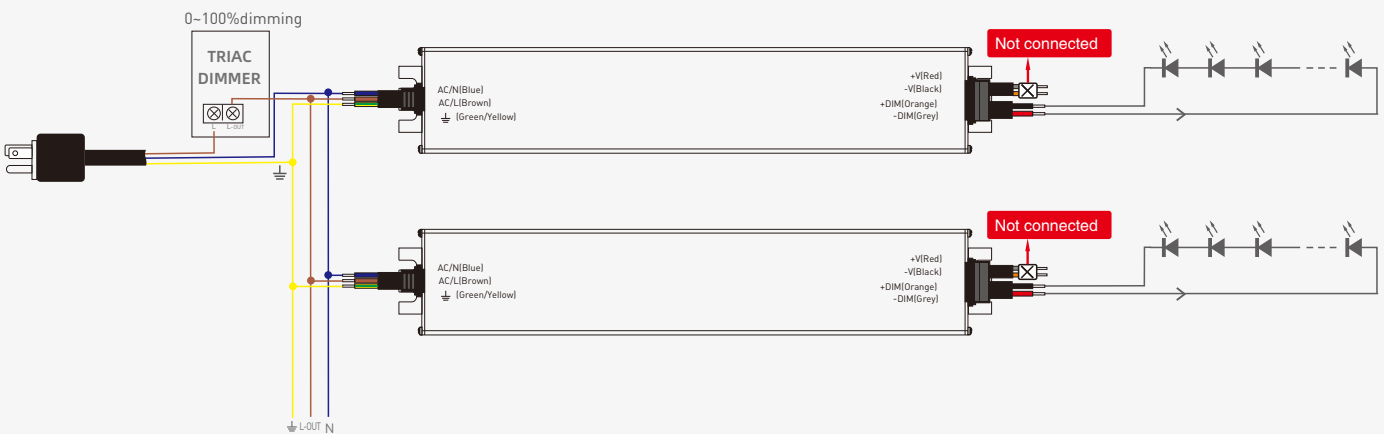 0~100%dimming
TRIAC
DIMMER
L L-OUT
Not connected
AC/N(Blue)
AC/L(Brown)
(Green/Yellow)
+V(Red)
-V(Black)
+DIM(Orange)
-DIM(Grey)
Not connected
AC/N(Blue)
AC/L(Brown)
(Green/Yellow)
+V(Red)
-V(Black)
+DIM(Orange)
-DIM(Grey)
L-OUT N